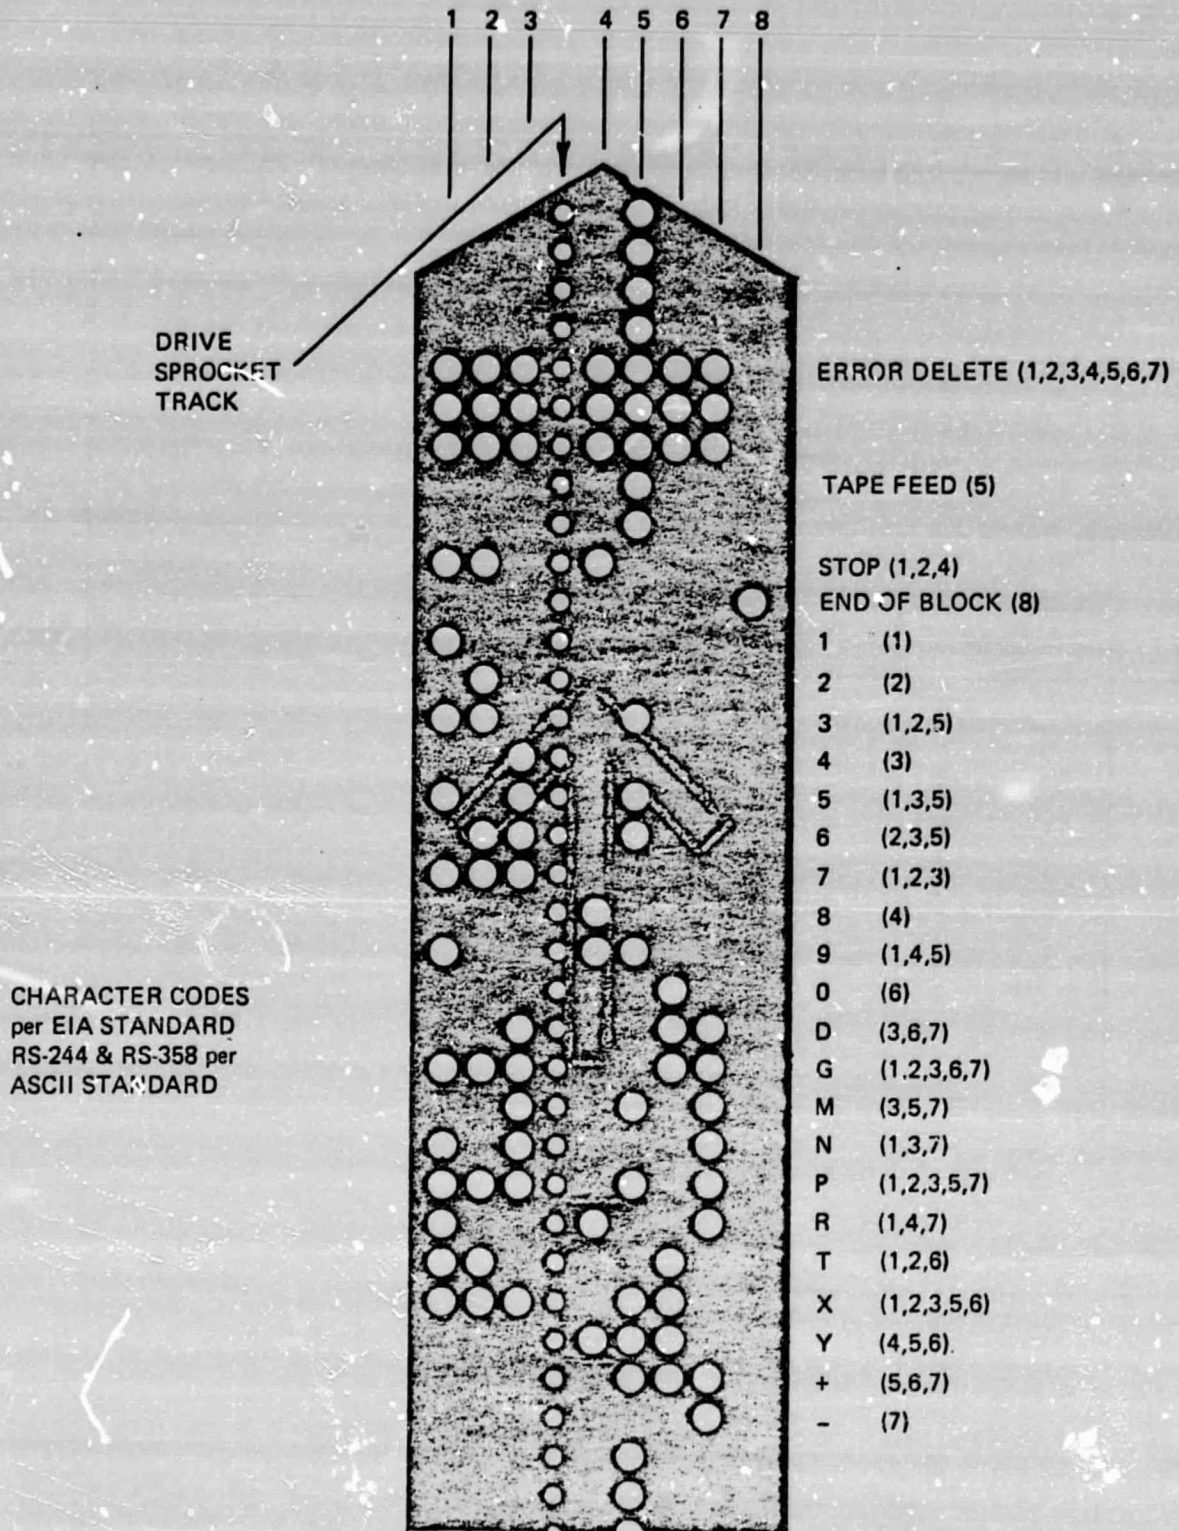 1 2 3 4 5 6 7 8
DRIVE
SPROCKET
TRACK
ERROR DELETE (1,2,3,4,5,6,7)
TAPE FEED (5)
STOP (1,2,4)
END OF BLOCK (8)
1 (1)
2 (2)
3 (1,2,5)
4 (3)
5 (1,3,5)
6 (2,3,5)
7 (1,2,3)
8 (4)
9 (1,4,5)
0 (6)
D (3,6,7)
G (1,2,3,6,7)
M (3,5,7)
N (1,3,7)
P (1,2,3,5,7)
R (1,4,7)
T (1,2,6)
X (1,2,3,5,6)
Y (4,5,6)
+ (5,6,7)
– (7)
CHARACTER CODES
per EIA STANDARD
RS-244 & RS-358 per
ASCII STANDARD